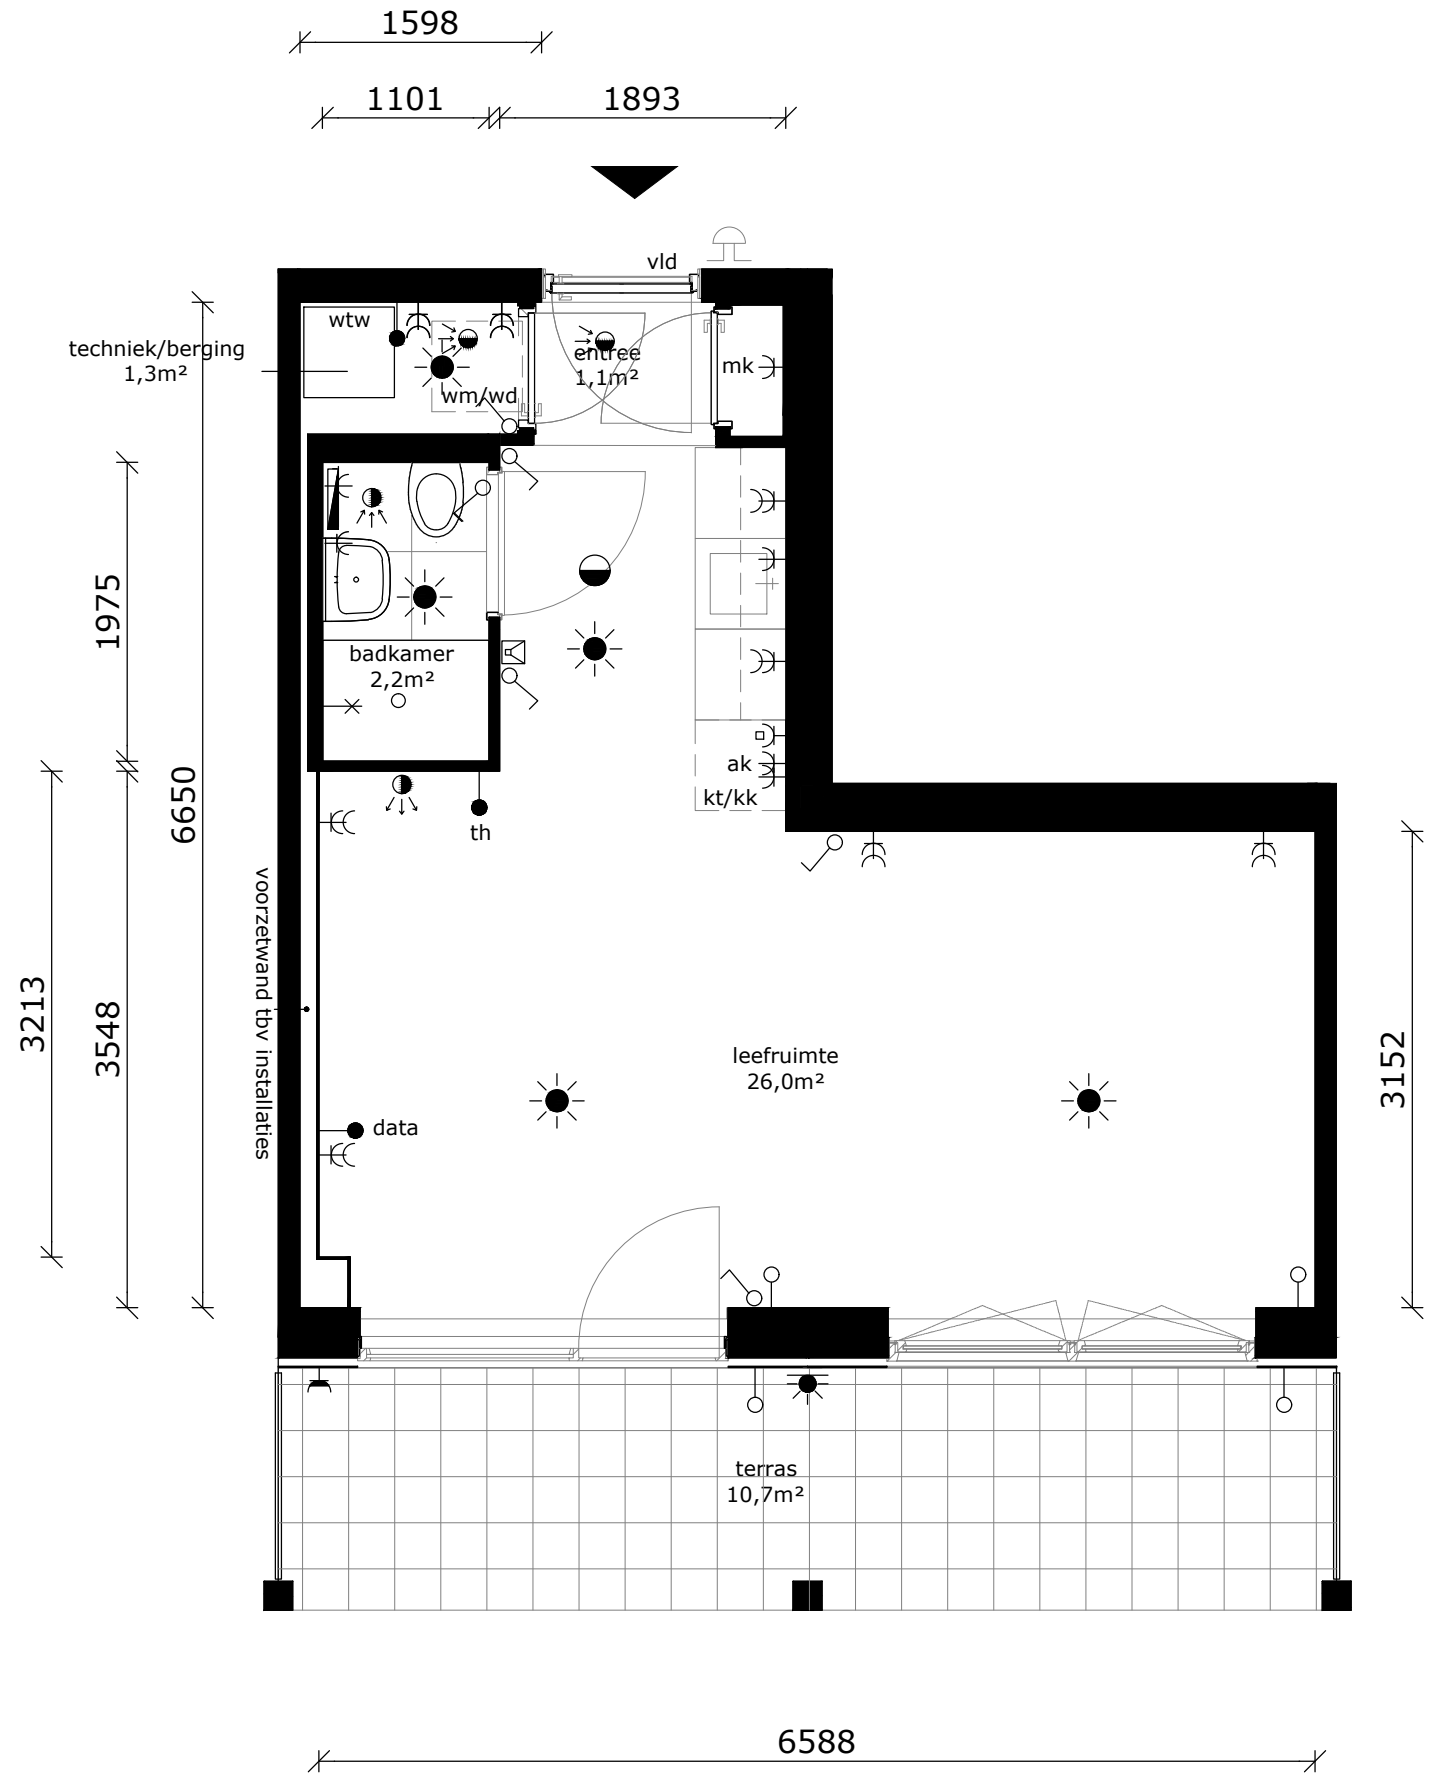 1598
1101
1893
vld
wtw
techniek/berging
1,3m²
entree
1,1m²
mk
wm/wd
1975
badkamer
2,2m²
6650
ak
kt/kk
th
voorzetwand tbv installaties
3213
3548
leefruimte
26,0m²
3152
data
terras
10,7m²
6588